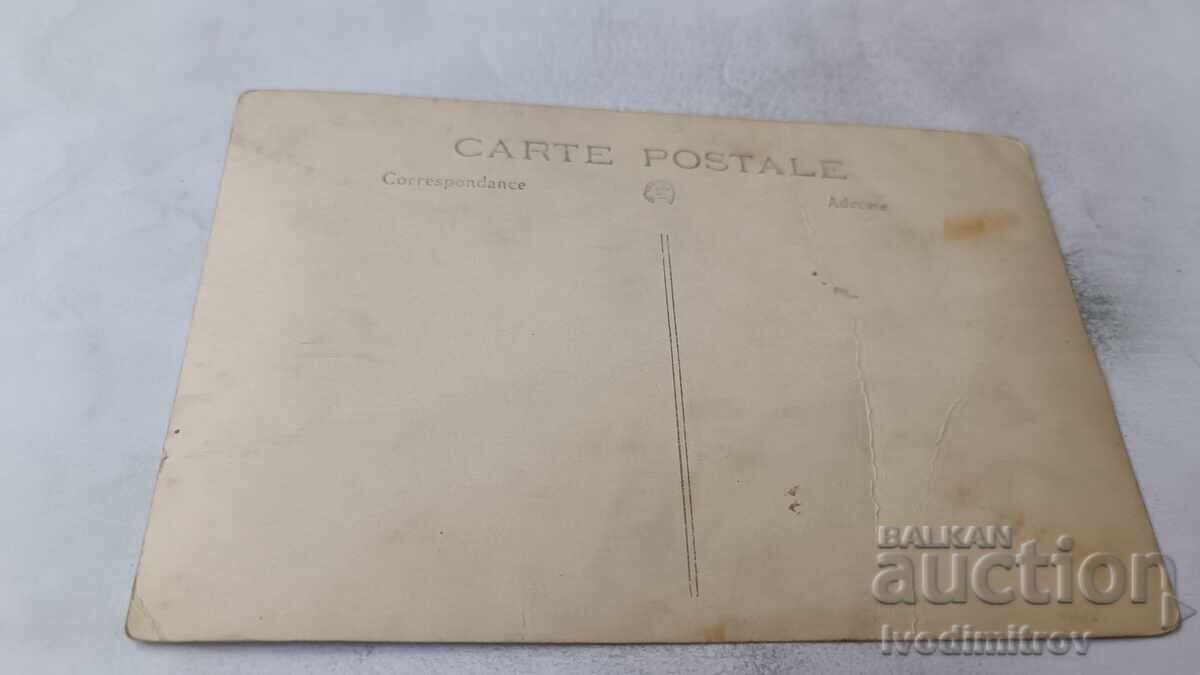 CARTE POSTALE
Correspondance
Adresse
BALKAN
auction
Ivodimitrov